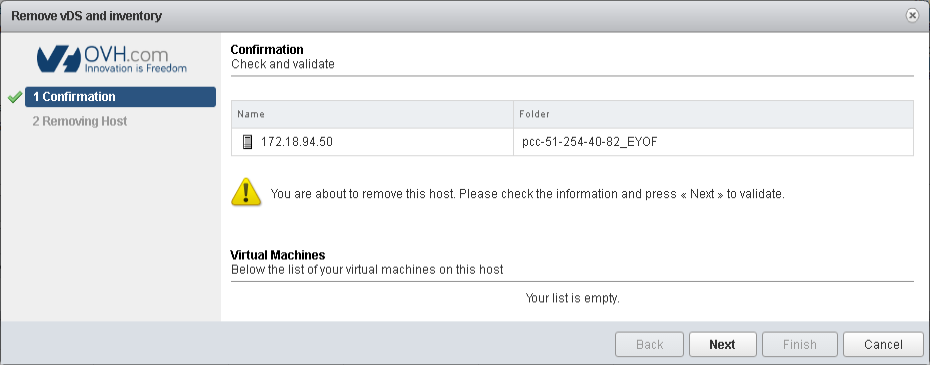 Remove vDS and inventory
OVH.com
Innovation is Freedom
1 Confirmation
2 Removing Host
Confirmation
Check and validate
Name Folder
172.18.94.50 pcc-51-254-40-82_EYOF
You are about to remove this host. Please check the information and press « Next » to validate.
Virtual Machines
Below the list of your virtual machines on this host
Your list is empty.
Back Next Finish Cancel